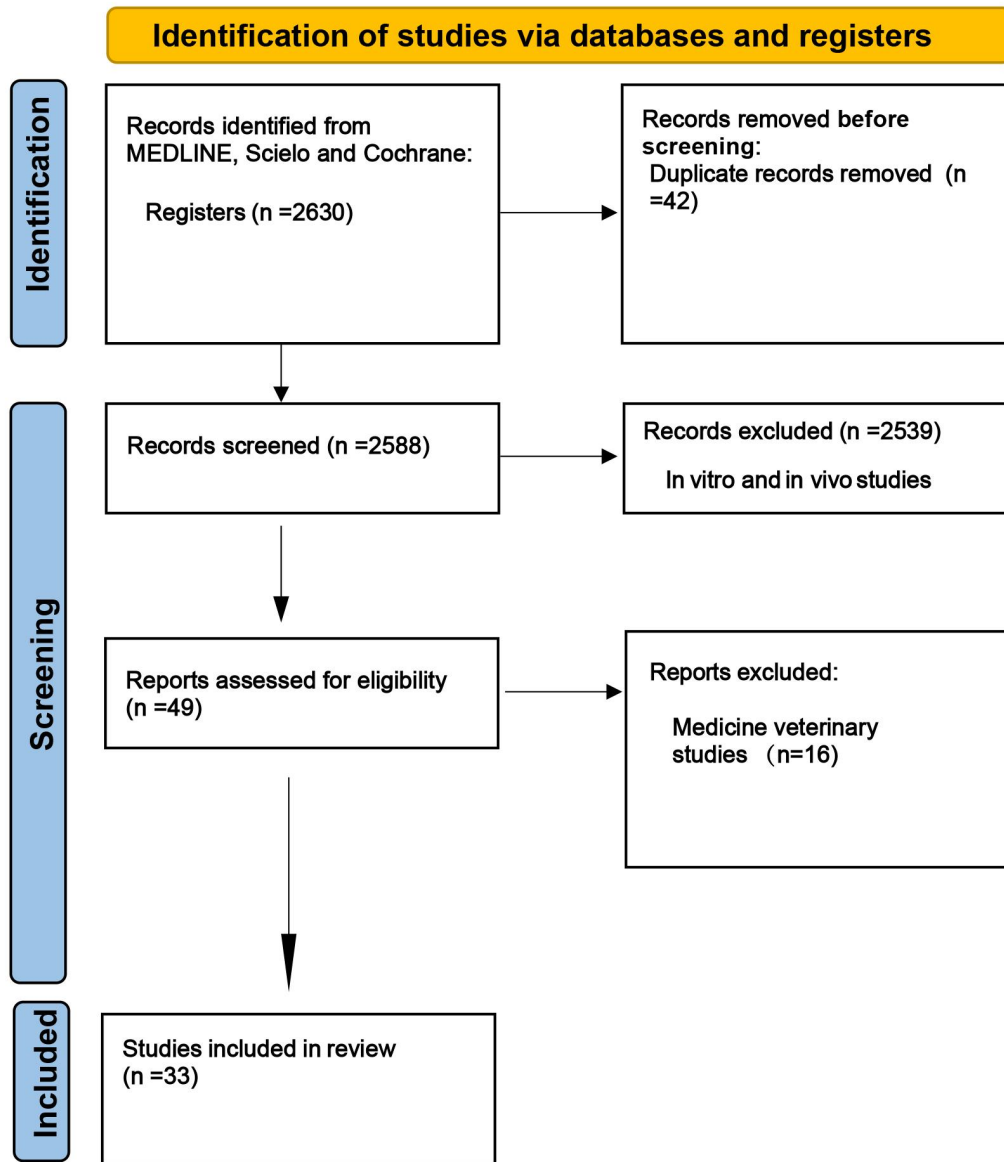 Identification of studies via databases and registers
Identification
Records identified from
MEDLINE, Scielo and Cochrane:
Registers (n =2630)
Records removed before
screening:
Duplicate records removed (n
=42)
Screening
Records screened (n =2588)
Records excluded (n =2539)
In vitro and in vivo studies
Reports assessed for eligibility
(n =49)
Reports excluded:
Medicine veterinary
studies （n=16)
Included
Studies included in review
(n =33)